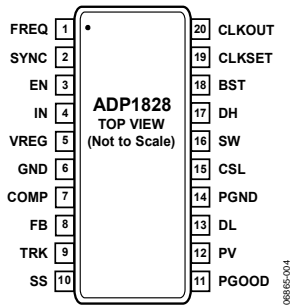 FREQ 1 20 CLKOUT
SYNC 2 19 CLKSET
EN 3 18 BST
IN 4 17 DH
VREG 5 16 SW
GND 6 15 CSL
COMP 7 14 PGND
FB 8 13 DL
TRK 9 12 PV
SS 10 11 PGOOD
ADP1828
TOP VIEW
(Not to Scale)
06865-004